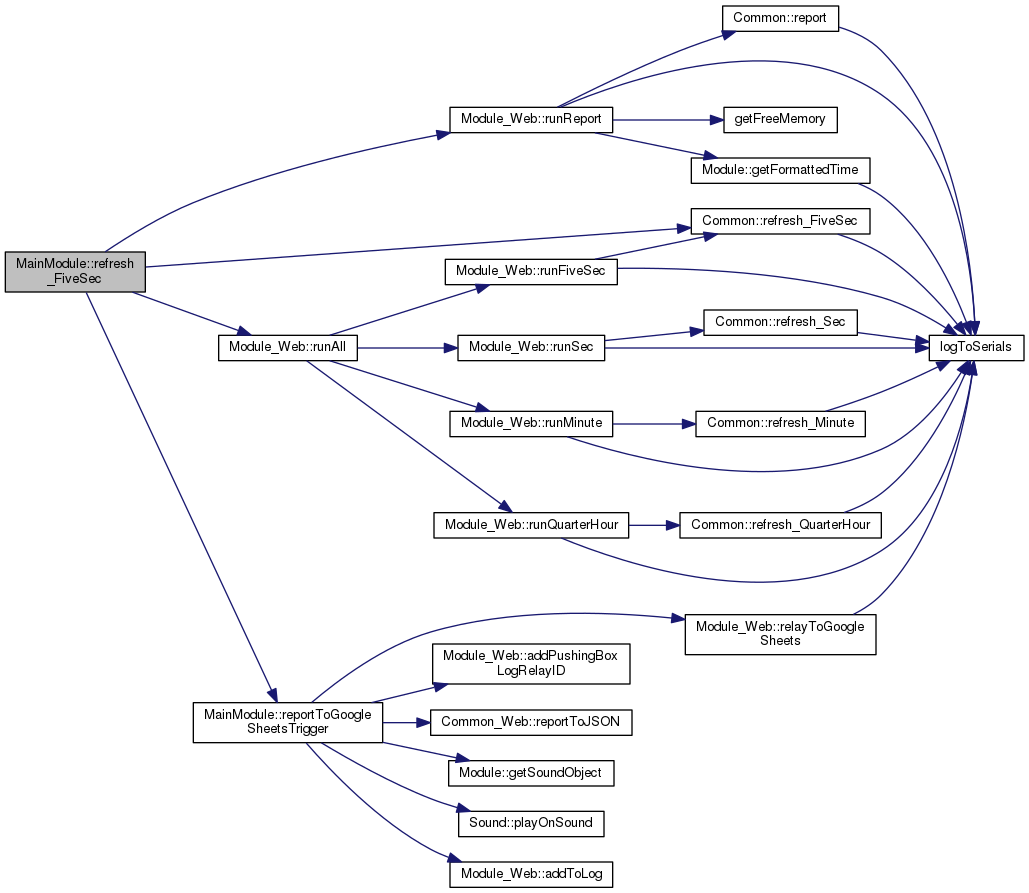 Common::report
Module_Web::runReport
getFreeMemory
Module::getFormattedTime
Common::refresh_FiveSec
MainModule::refresh
_FiveSec
Module_Web::runFiveSec
Common::refresh_Sec
Module_Web::runAll
Module_Web::runSec
logToSerials
Module_Web::runMinute
Common::refresh_Minute
Module_Web::runQuarterHour
Common::refresh_QuarterHour
Module_Web::relayToGoogle
Sheets
Module_Web::addPushingBox
LogRelayID
MainModule::reportToGoogle
SheetsTrigger
Common_Web::reportToJSON
Module::getSoundObject
Sound::playOnSound
Module_Web::addToLog